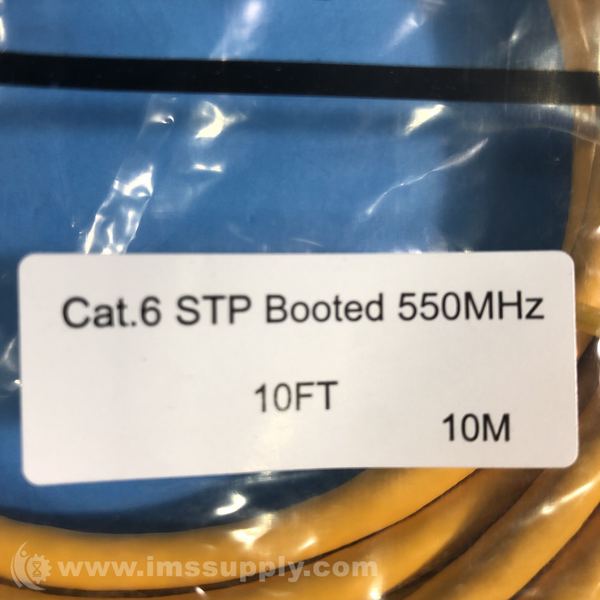 Cat.6 STP Booted 550MHz
10FT
10M
www.imssupply.com